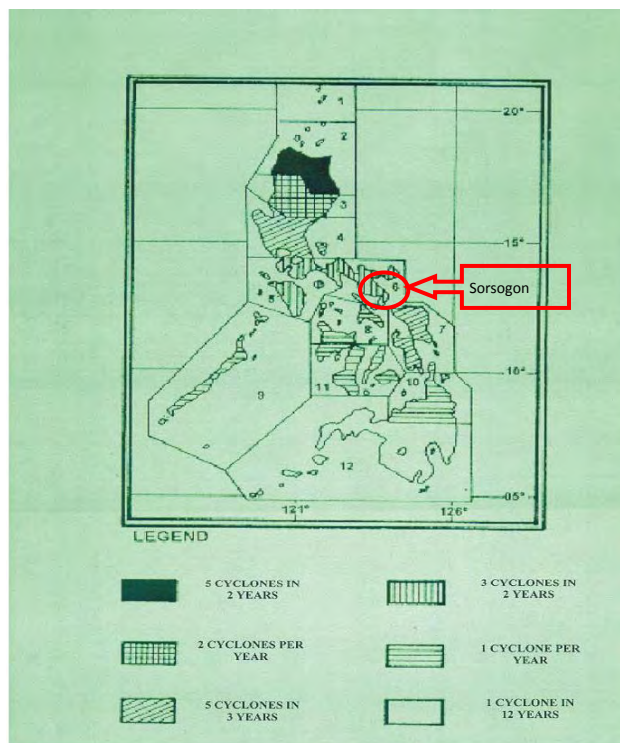 1
20°
2
3
4
15°
6
Sorsogon
5
8
7
10°
9
11
10
12
05°
121°
126°
LEGEND
5 CYCLONES IN
2 YEARS
3 CYCLONES IN
2 YEARS
2 CYCLONES PER
YEAR
1 CYCLONE PER
YEAR
5 CYCLONES IN
3 YEARS
1 CYCLONE IN
12 YEARS